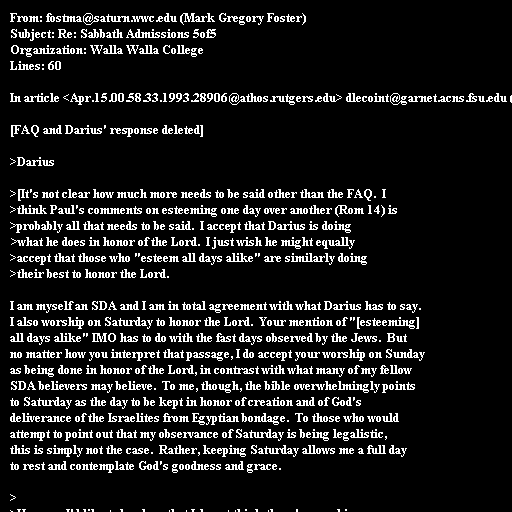 From: fostma@saturn.wwc.edu (Mark Gregory Foster)
Subject: Re: Sabbath Admissions 5of5
Organization: Walla Walla College
Lines: 60

In article <Apr.15.00.58.33.1993.28906@athos.rutgers.edu> dlecoint@garnet.acns.fsu.edu (

[FAQ and Darius' response deleted]

>Darius

>[It's not clear how much more needs to be said other than the FAQ.  I
>think Paul's comments on esteeming one day over another (Rom 14) is
>probably all that needs to be said.  I accept that Darius is doing
>what he does in honor of the Lord.  I just wish he might equally
>accept that those who "esteem all days alike" are similarly doing
>their best to honor the Lord.

I am myself an SDA and I am in total agreement with what Darius has to say.
I also worship on Saturday to honor the Lord.  Your mention of "[esteeming]
all days alike" IMO has to do with the fast days observed by the Jews.  But
no matter how you interpret that passage, I do accept your worship on Sunday
as being done in honor of the Lord, in contrast with what many of my fellow
SDA believers may believe.  To me, though, the bible overwhelmingly points
to Saturday as the day to be kept in honor of creation and of God's
deliverance of the Israelites from Egyptian bondage.  To those who would
attempt to point out that my observance of Saturday is being legalistic,
this is simply not the case.  Rather, keeping Saturday allows me a full day
to rest and contemplate God's goodness and grace.

>